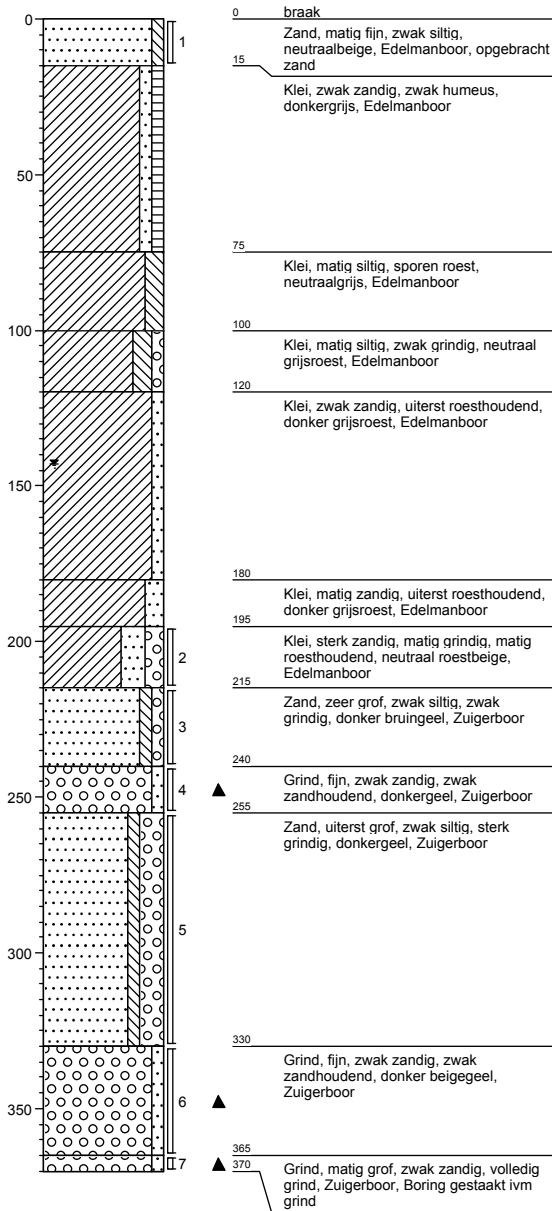 0
50
100
150
200
250
300
350
1
2
3
4
5
6
7
0 braak
Zand, matig fijn, zwak siltig,
neutraalbeige, Edelmanboor, opgebracht
zand
15
Klei, zwak zandig, zwak humeus,
donkergrijs, Edelmanboor
75
Klei, matig siltig, sporen roest,
neutraalgrijs, Edelmanboor
100
Klei, matig siltig, zwak grindig, neutraal
grijsroest, Edelmanboor
120
Klei, zwak zandig, uiterst roesthoudend,
donker grijsroest, Edelmanboor
180
Klei, matig zandig, uiterst roesthoudend,
donker grijsroest, Edelmanboor
195
Klei, sterk zandig, matig grindig, matig
roesthoudend, neutraal roestbeige,
Edelmanboor
215
Zand, zeer grof, zwak siltig, zwak
grindig, donker bruingeel, Zuigerboor
240
Grind, fijn, zwak zandig, zwak
zandhoudend, donkergeel, Zuigerboor
255
Zand, uiterst grof, zwak siltig, sterk
grindig, donkergeel, Zuigerboor
330
Grind, fijn, zwak zandig, zwak
zandhoudend, donker beigegeel,
Zuigerboor
365
370
Grind, matig grof, zwak zandig, volledig
grind, Zuigerboor, Boring gestaakt ivm
grind